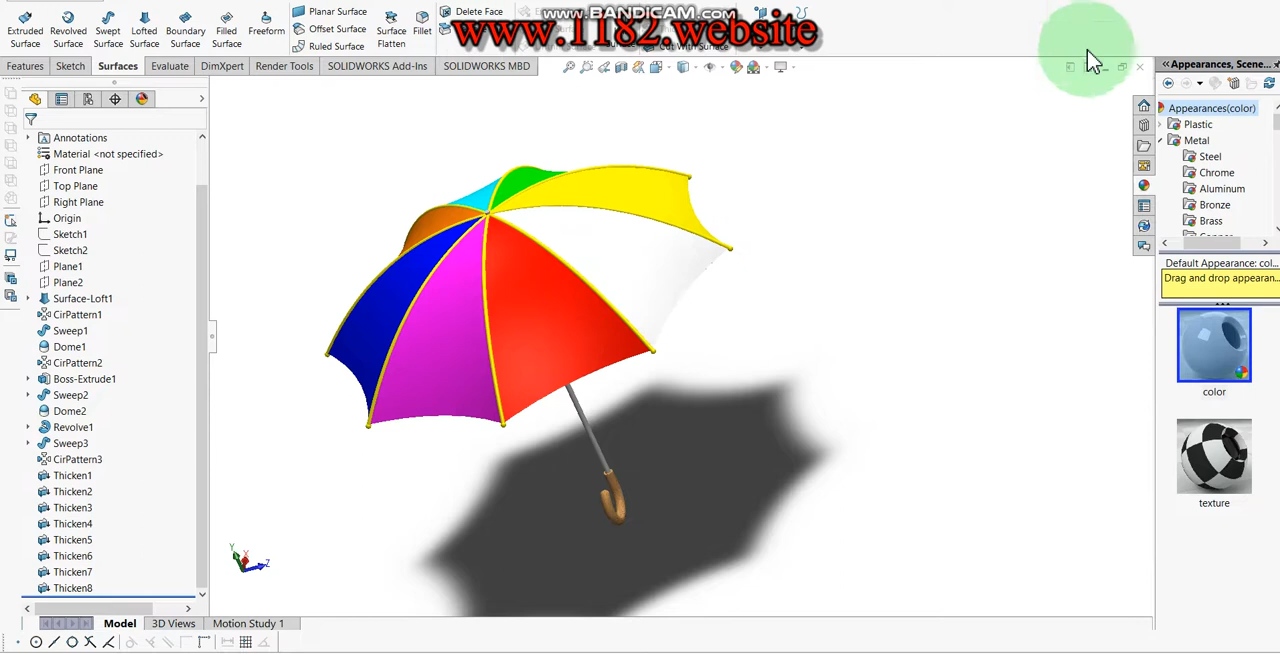 www.BANDICAM.com
www.1182.website
Extruded Surface
Revolved Surface
Swept Surface
Lofted Surface
Boundary Surface
Filled Surface
Freeform
Planar Surface
Offset Surface
Ruled Surface
Surface Flatten
Fillet
Delete Face
Cut With Surface
Features
Sketch
Surfaces
Evaluate
DimXpert
Render Tools
SOLIDWORKS Add-Ins
SOLIDWORKS MBD
Annotations
Material <not specified>
Front Plane
Top Plane
Right Plane
Origin
Sketch1
Sketch2
Plane1
Plane2
Surface-Loft1
CirPattern1
Sweep1
Dome1
CirPattern2
Boss-Extrude1
Sweep2
Dome2
Revolve1
Sweep3
CirPattern3
Thicken1
Thicken2
Thicken3
Thicken4
Thicken5
Thicken6
Thicken7
Thicken8
Y
X
Z
Appearances, Scene...
Appearances(color)
Plastic
Metal
Steel
Chrome
Aluminum
Bronze
Brass
Default Appearance: col...
Drag and drop appearan...
color
texture
Model
3D Views
Motion Study 1